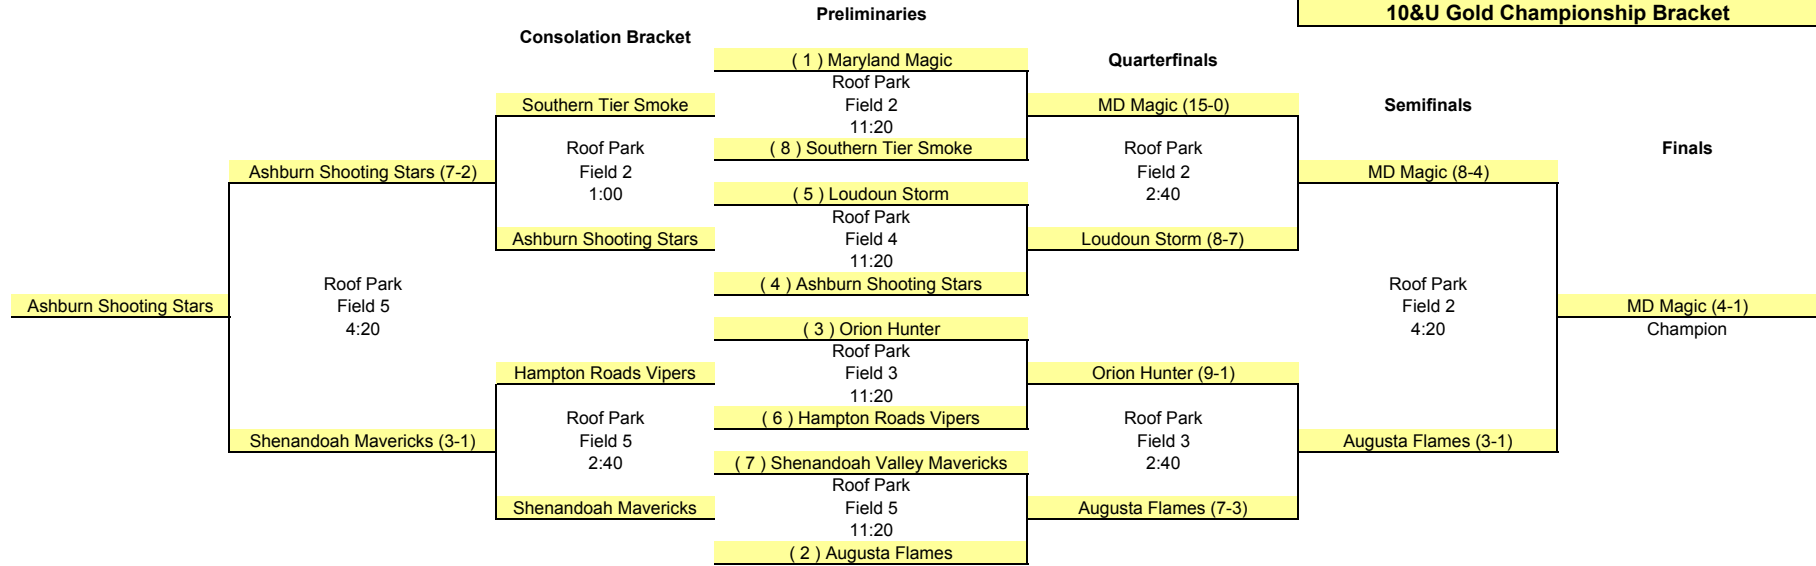 Preliminaries
10&U Gold Championship Bracket
Consolation Bracket
( 1 ) Maryland Magic
Quarterfinals
Roof Park
Southern Tier Smoke
Field 2
MD Magic (15-0)
Semifinals
11:20
Roof Park
( 8 ) Southern Tier Smoke
Roof Park
Finals
Ashburn Shooting Stars (7-2)
Field 2
Field 2
MD Magic (8-4)
1:00
( 5 ) Loudoun Storm
2:40
Roof Park
Ashburn Shooting Stars
Field 4
Loudoun Storm (8-7)
11:20
Roof Park
( 4 ) Ashburn Shooting Stars
Roof Park
Ashburn Shooting Stars
Field 5
Field 2
MD Magic (4-1)
4:20
( 3 ) Orion Hunter
4:20
Champion
Roof Park
Hampton Roads Vipers
Field 3
Orion Hunter (9-1)
11:20
Roof Park
( 6 ) Hampton Roads Vipers
Roof Park
Shenandoah Mavericks (3-1)
Field 5
Field 3
Augusta Flames (3-1)
2:40
( 7 ) Shenandoah Valley Mavericks
2:40
Roof Park
Shenandoah Mavericks
Field 5
Augusta Flames (7-3)
11:20
( 2 ) Augusta Flames